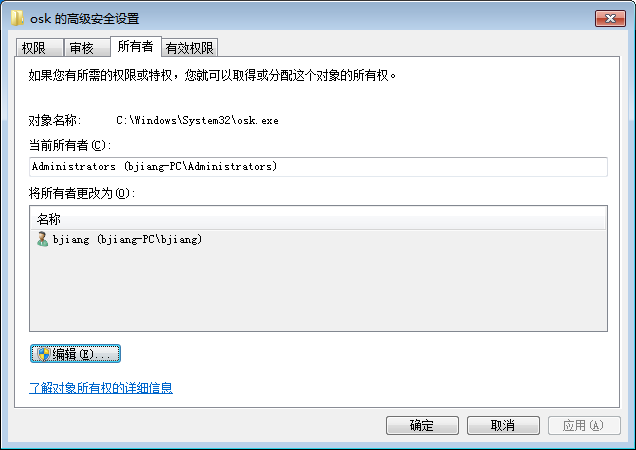 osk 的高级安全设置
权限 审核 所有者 有效权限
如果您有所需的权限或特权，您就可以取得或分配这个对象的所有权。
对象名称: C:\Windows\System32\osk.exe
当前所有者(C):
Administrators (bjiang-PC\Administrators)
将所有者更改为(O):
名称
bjiang (bjiang-PC\bjiang)
编辑(E)...
了解对象所有权的详细信息
确定 取消 应用(A)